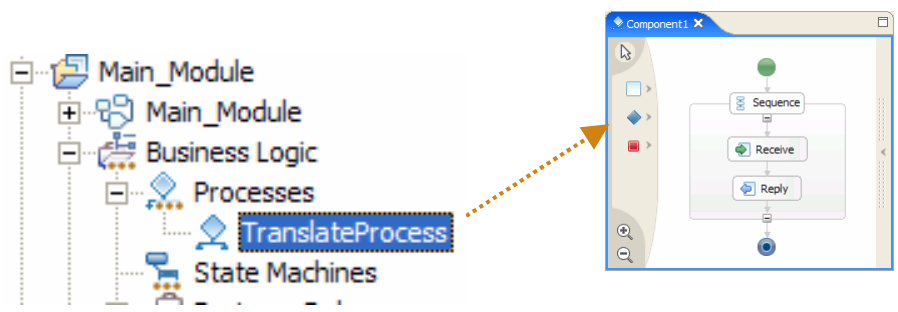 Main_Module
Main_Module
Business Logic
Processes
TranslateProcess
State Machines
Component1
Sequence
Receive
Reply